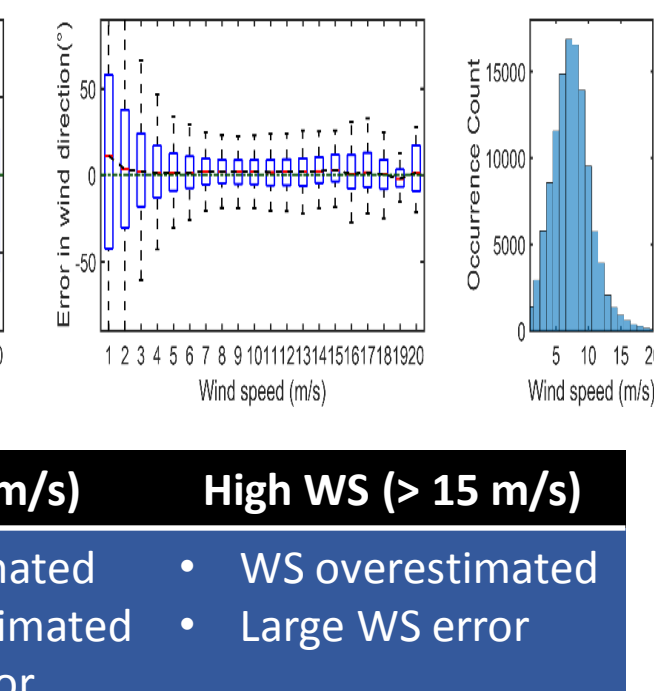 Error in wind direction(°)
50
0
-50
1 2 3 4 5 6 7 8 9 1011121314151617181920
Wind speed (m/s)
Occurrence Count
15000
10000
5000
0
5 10 15
Wind speed (m/s)
m/s)
High WS (> 15 m/s)
• WS overestimated
• Large WS error